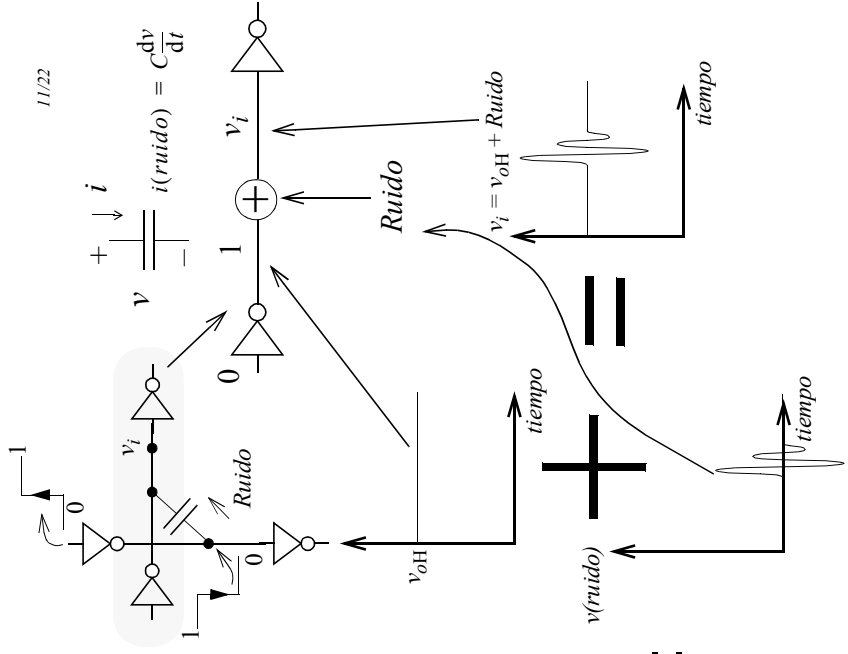 11/22
1
0
v_i
Ruido
1
0
+
v
i
−
i(ruido) = C dv/dt
0
1
+
v_i
Ruido
v_oH
tiempo
+
v(ruido)
tiempo
=
v_i = v_oH + Ruido
tiempo